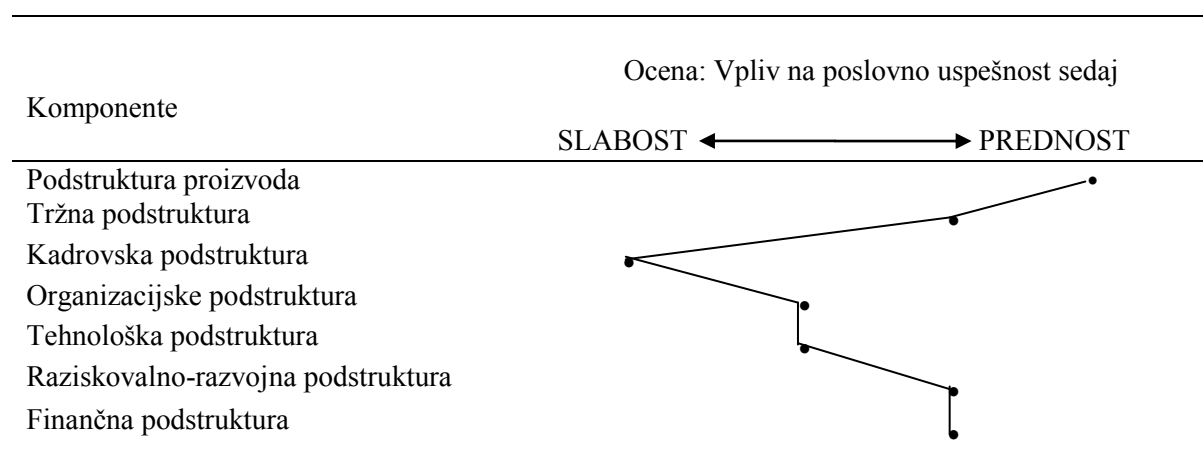 Ocena: Vpliv na poslovno uspešnost sedaj
Komponente
SLABOST PREDNOST
Podstruktura proizvoda
Tržna podstruktura
Kadrovska podstruktura
Organizacijske podstruktura
Tehnološka podstruktura
Raziskovalno-razvojna podstruktura
Finančna podstruktura